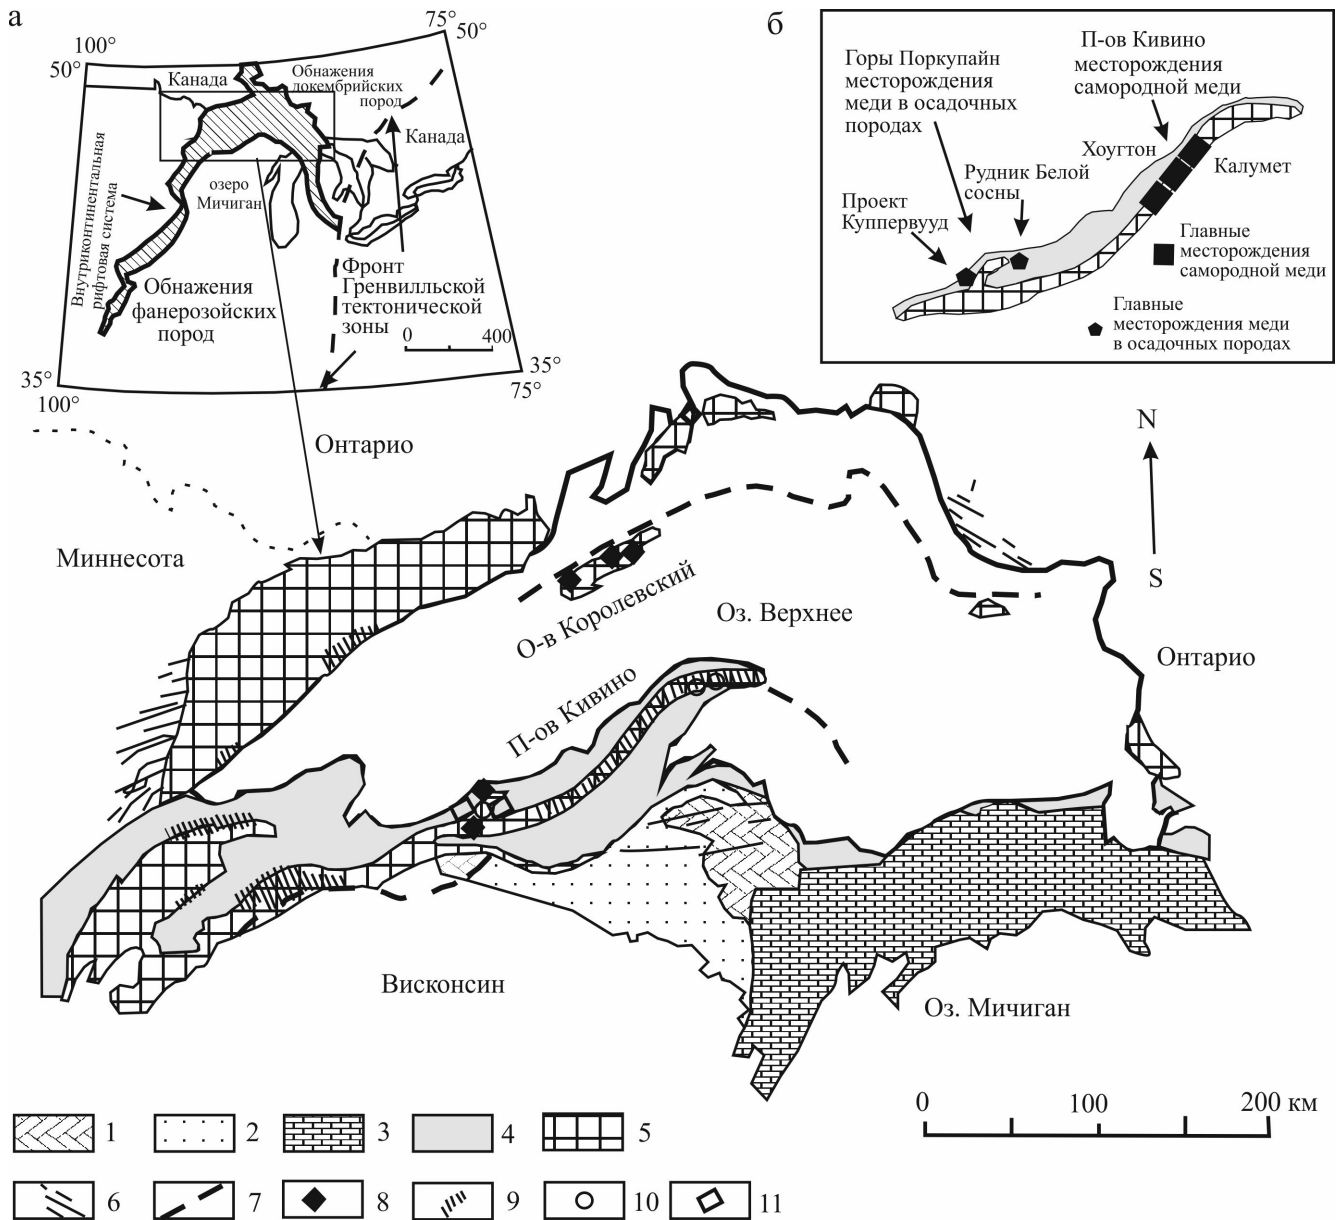 а
75°
50°
100°
50°
Канада
Обнажения
докембрийских
пород
Канада
Внутриконтинентальная
рифтовая система
озеро
Мичиган
Обнажения
фанерозойских
пород
Фронт
Гренвилльской
тектонической
зоны
0
400
35°
100°
35°
75°
б
Горы Поркупайн
месторождения
меди в осадочных
породах
П-ов Кивино
месторождения
самородной меди
Хоугтон
Калумет
Рудник Белой
сосны
Проект
Куппервууд
Главные
месторождения
самородной меди
Главные
месторождения меди
в осадочных породах
Онтарио
N
S
Миннесота
О-в Королевский
Оз. Верхнее
Онтарио
П-ов Кивино
Висконсин
Оз. Мичиган
0
100
200 км
1
2
3
4
5
6
7
8
9
10
11